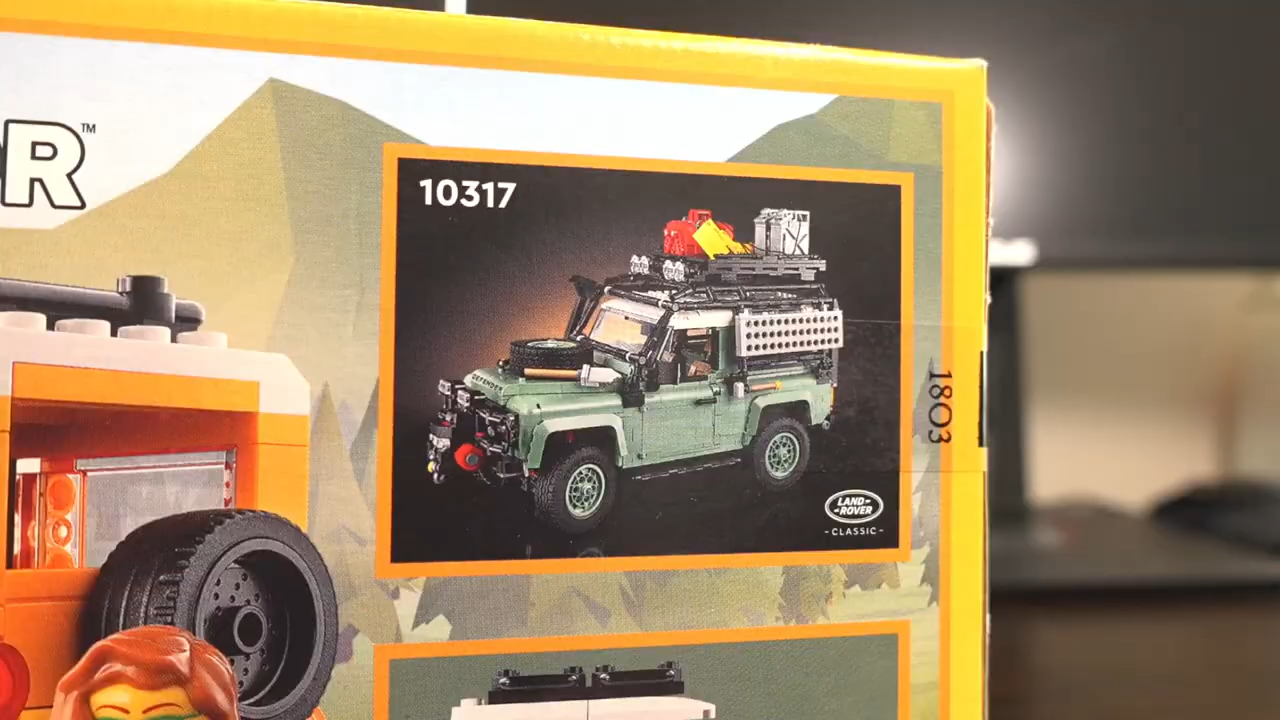 R™
10317
DEFENDER
LAND-
-ROVER
-CLASSIC-
1803